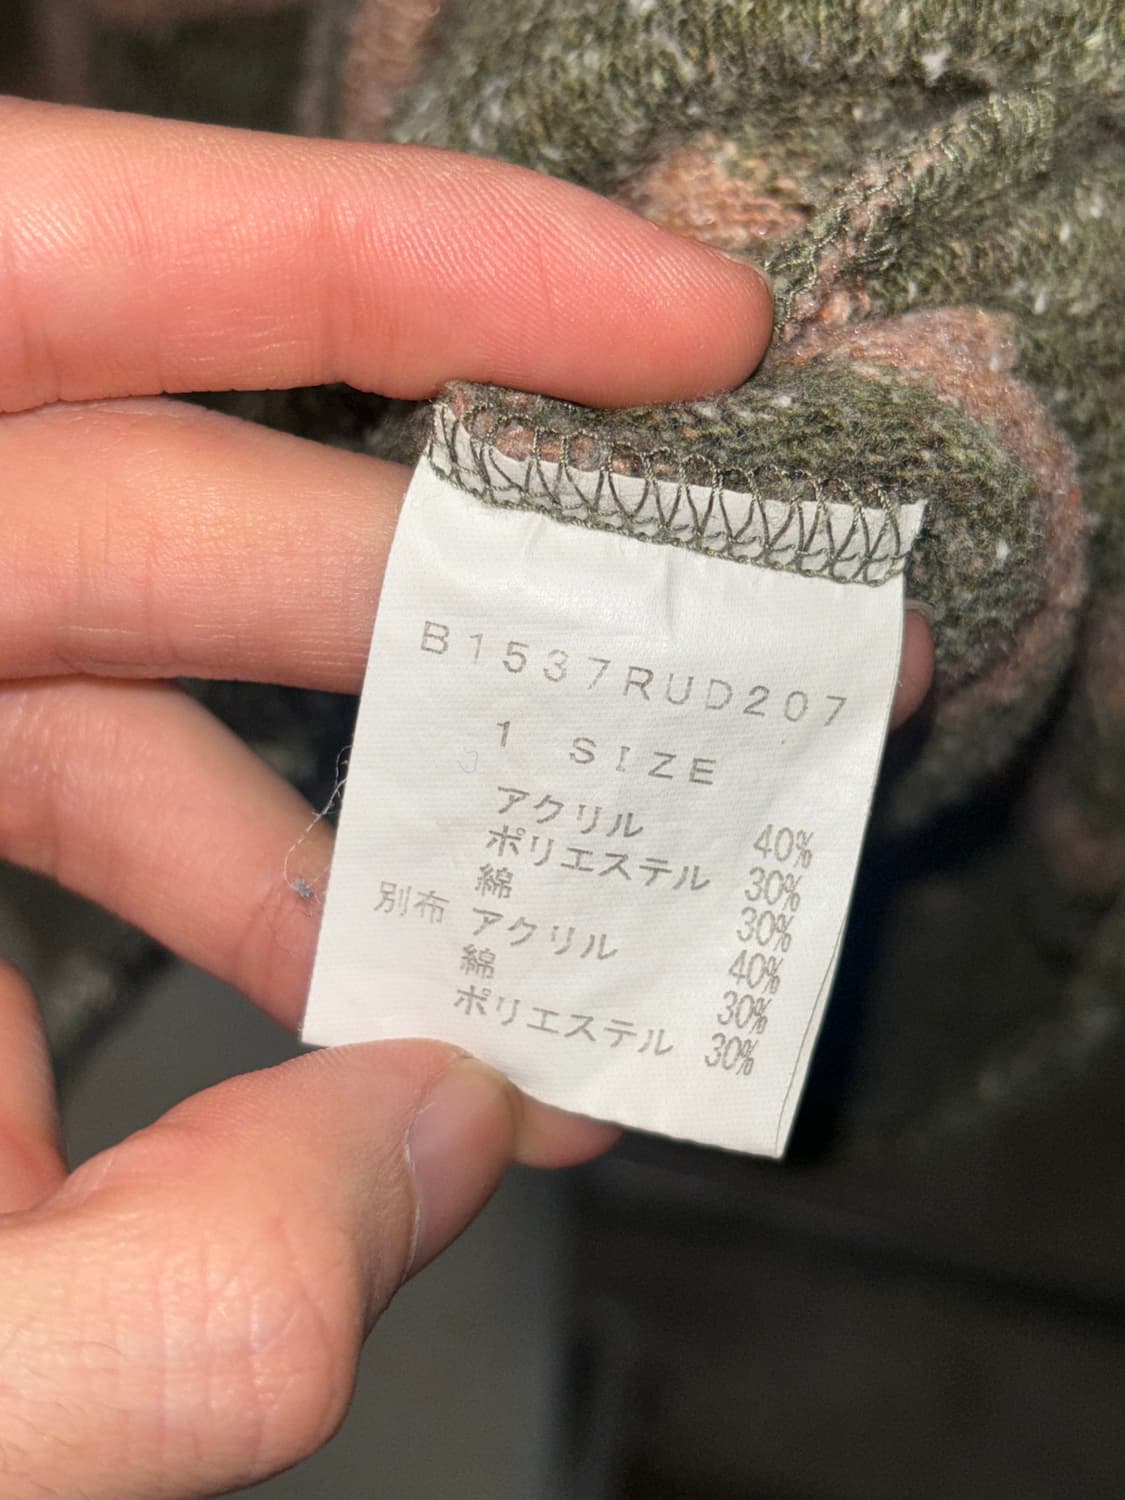 B1537RUD207
1 SIZE
アクリル 40%
ポリエステル 30%
綿 30%
別布 アクリル 40%
綿 30%
ポリエステル 30%